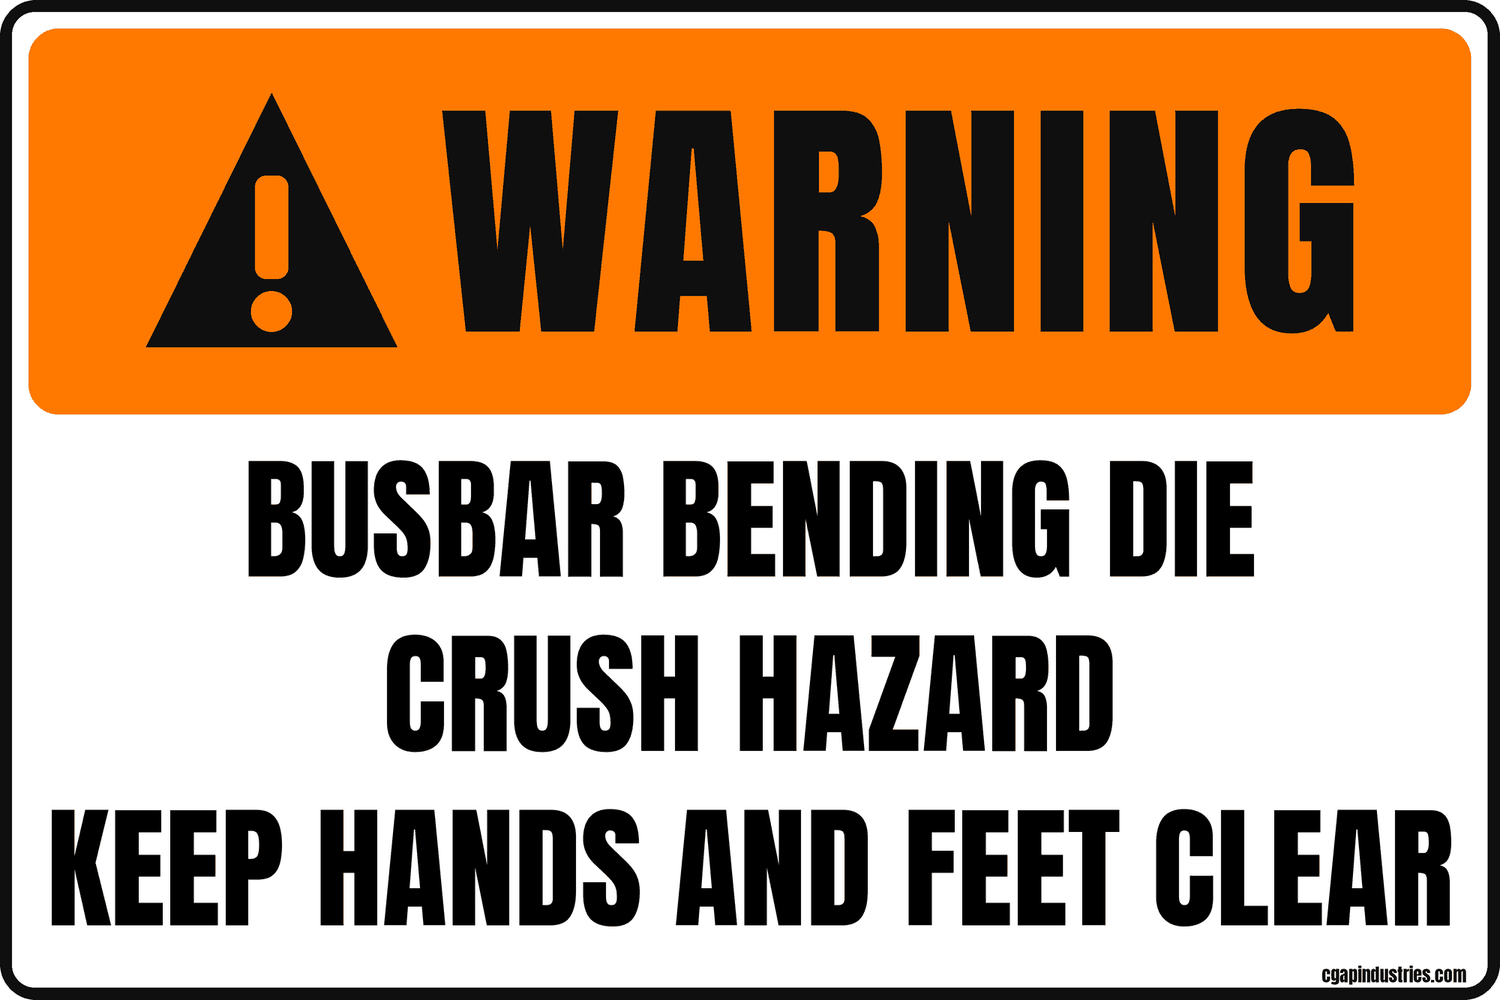 WARNING
BUSBAR BENDING DIE
CRUSH HAZARD
KEEP HANDS AND FEET CLEAR
cgapindustries.com